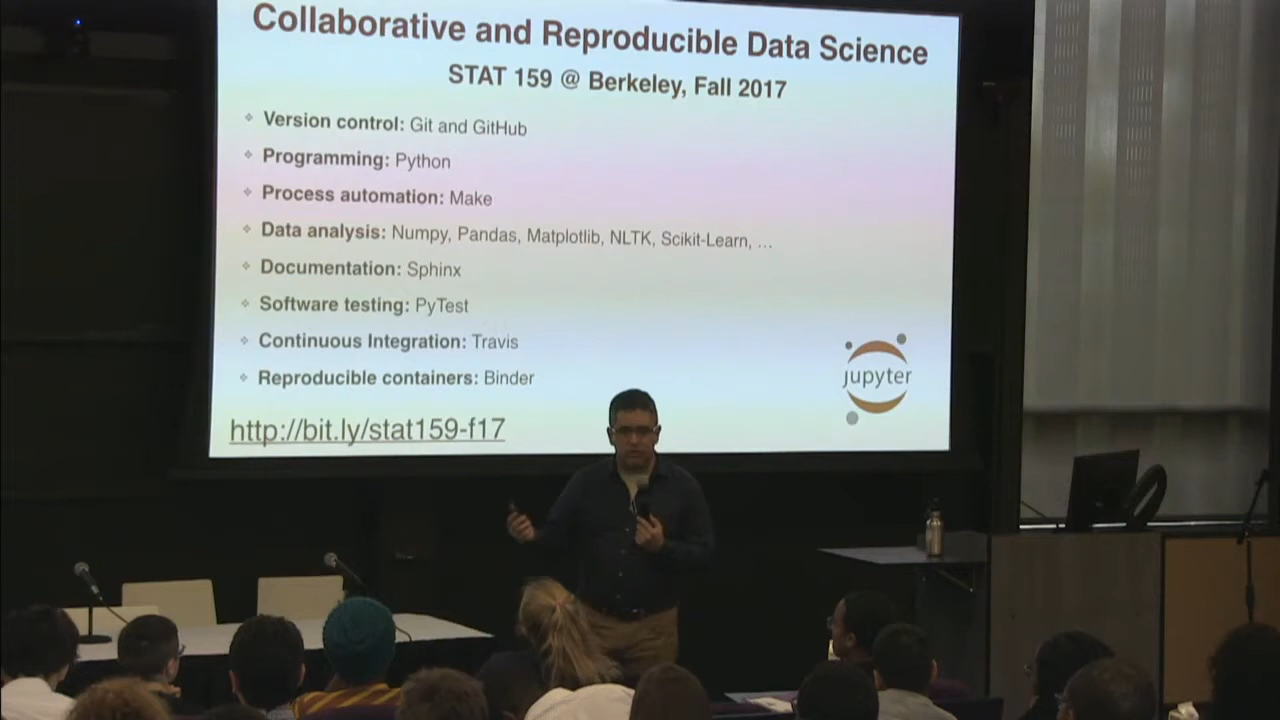 Collaborative and Reproducible Data Science
STAT 159 @ Berkeley, Fall 2017
Version control: Git and GitHub
Programming: Python
Process automation: Make
Data analysis: Numpy, Pandas, Matplotlib, NLTK, Scikit-Learn, …
Documentation: Sphinx
Software testing: PyTest
Continuous Integration: Travis
Reproducible containers: Binder
jupyter
http://bit.ly/stat159-f17